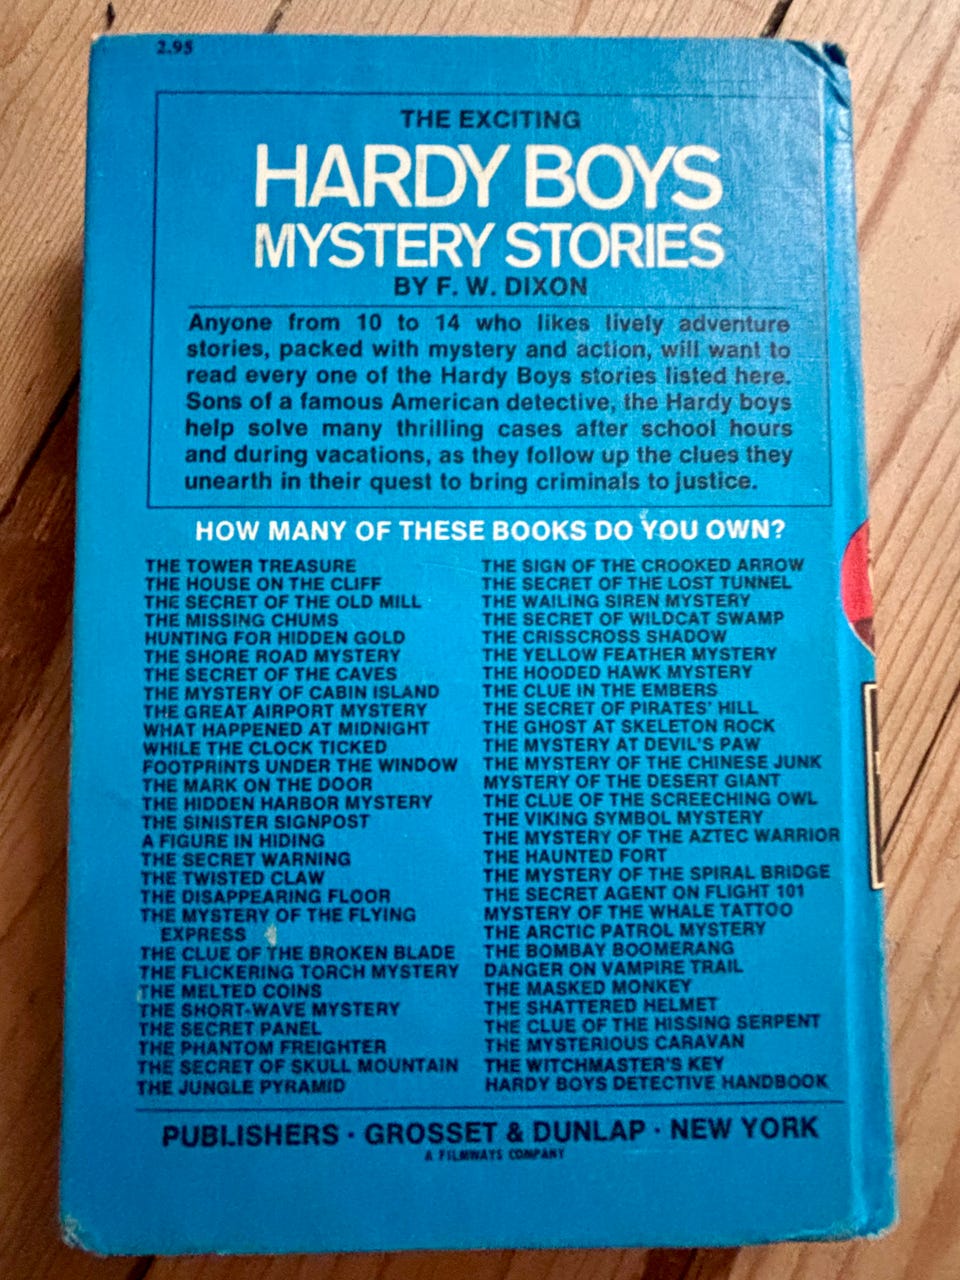 2.95
THE EXCITING
HARDY BOYS
MYSTERY STORIES
BY F. W. DIXON
Anyone from 10 to 14 who likes lively adventure
stories, packed with mystery and action, will want to
read every one of the Hardy Boys stories listed here.
Sons of a famous American detective, the Hardy boys
help solve many thrilling cases after school hours
and during vacations, as they follow up the clues they
unearth in their quest to bring criminals to justice.
HOW MANY OF THESE BOOKS DO YOU OWN?
THE TOWER TREASURE
THE HOUSE ON THE CLIFF
THE SECRET OF THE OLD MILL
THE MISSING CHUMS
HUNTING FOR HIDDEN GOLD
THE SHORE ROAD MYSTERY
THE SECRET OF THE CAVES
THE MYSTERY OF CABIN ISLAND
THE GREAT AIRPORT MYSTERY
WHAT HAPPENED AT MIDNIGHT
WHILE THE CLOCK TICKED
FOOTPRINTS UNDER THE WINDOW
THE MARK ON THE DOOR
THE HIDDEN HARBOR MYSTERY
THE SINISTER SIGNPOST
A FIGURE IN HIDING
THE SECRET WARNING
THE TWISTED CLAW
THE DISAPPEARING FLOOR
THE MYSTERY OF THE FLYING
EXPRESS
THE CLUE OF THE BROKEN BLADE
THE FLICKERING TORCH MYSTERY
THE MELTED COINS
THE SHORT-WAVE MYSTERY
THE SECRET PANEL
THE PHANTOM FREIGHTER
THE SECRET OF SKULL MOUNTAIN
THE JUNGLE PYRAMID
THE SIGN OF THE CROOKED ARROW
THE SECRET OF THE LOST TUNNEL
THE WAILING SIREN MYSTERY
THE SECRET OF WILDCAT SWAMP
THE CRISSCROSS SHADOW
THE YELLOW FEATHER MYSTERY
THE HOODED HAWK MYSTERY
THE CLUE IN THE EMBERS
THE SECRET OF PIRATES' HILL
THE GHOST AT SKELETON ROCK
THE MYSTERY AT DEVIL'S PAW
THE MYSTERY OF THE CHINESE JUNK
MYSTERY OF THE DESERT GIANT
THE CLUE OF THE SCREECHING OWL
THE VIKING SYMBOL MYSTERY
THE MYSTERY OF THE AZTEC WARRIOR
THE HAUNTED FORT
THE MYSTERY OF THE SPIRAL BRIDGE
THE SECRET AGENT ON FLIGHT 101
MYSTERY OF THE WHALE TATTOO
THE ARCTIC PATROL MYSTERY
THE BOMBAY BOOMERANG
DANGER ON VAMPIRE TRAIL
THE MASKED MONKEY
THE SHATTERED HELMET
THE CLUE OF THE HISSING SERPENT
THE MYSTERIOUS CARAVAN
THE WITCHMASTER'S KEY
HARDY BOYS DETECTIVE HANDBOOK
PUBLISHERS · GROSSET & DUNLAP · NEW YORK
A FILMWAYS COMPANY